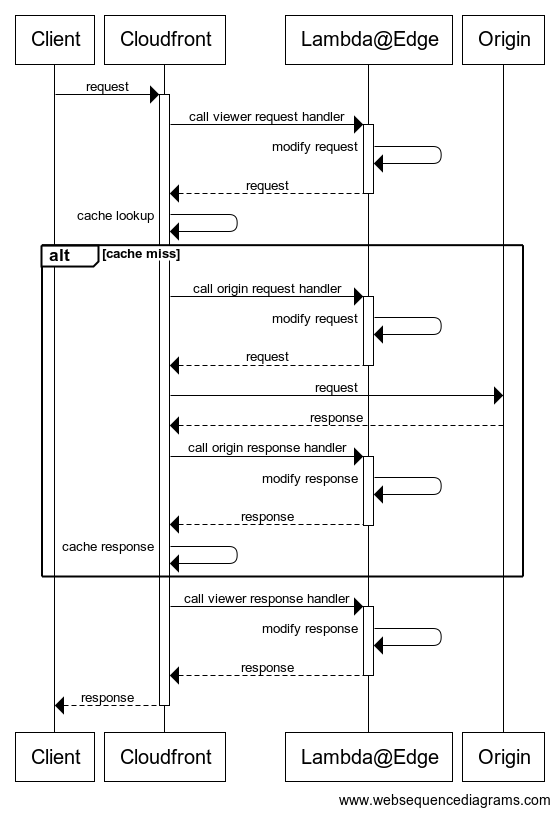 Client
Cloudfront
Lambda@Edge
Origin
request
call viewer request handler
modify request
request
cache lookup
alt
[cache miss]
call origin request handler
modify request
request
request
response
call origin response handler
modify response
response
cache response
call viewer response handler
modify response
response
response
Client
Cloudfront
Lambda@Edge
Origin
www.websequencediagrams.com